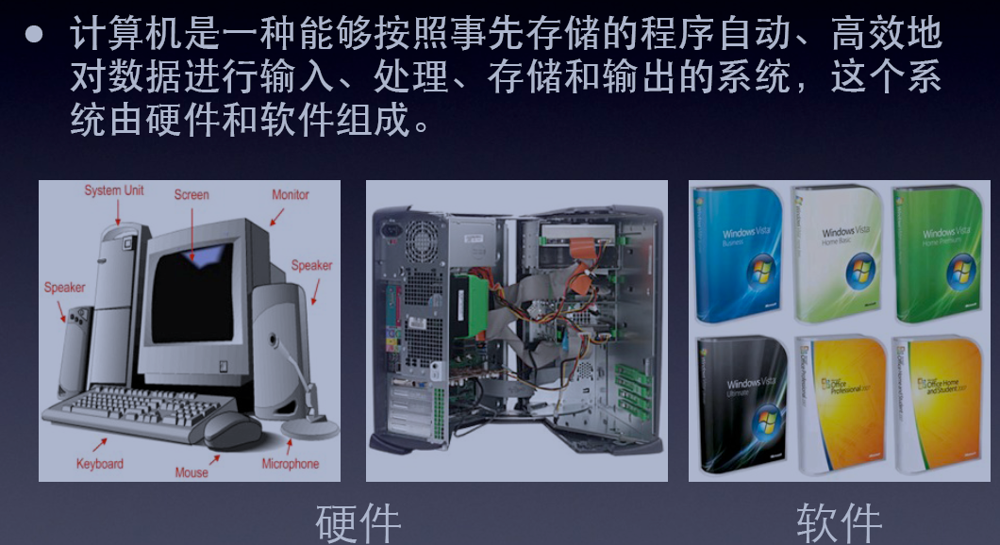 ● 计算机是一种能够按照事先存储的程序自动、高效地
对数据进行输入、处理、存储和输出的系统，这个系
统由硬件和软件组成。
System Unit
Screen
Monitor
Speaker
Speaker
Keyboard
Mouse
Microphone
Windows Vista
Business
Windows Vista
Home Basic
Windows Vista
Home Premium
Windows Vista
Ultimate
Office
Professional 2007
Office Home
and Student 2007
硬件
软件